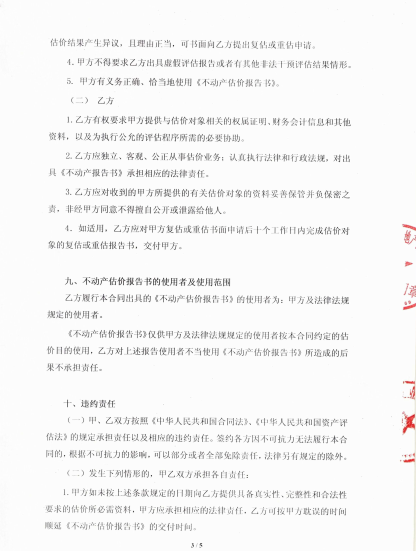 估价结果产生异议，且理由正当，可书面向乙方提出复估或重估申请。
4.甲方不得要求乙方出具虚假评估报告或者有其他非法干预评估结果情形。
5. 甲方有义务正确、恰当地使用《不动产估价报告书》。
（二） 乙方
1.乙方有权要求甲方提供与估价对象相关的权属证明、财务会计信息和其他
资料，以及为执行公允的评估程序所需的必要协助。
2.乙方应独立、客观、公正从事估价业务；认真执行法律和行政法规，对出
具《不动产报告书》承担相应的法律责任。
3.乙方应对收到的甲方所提供的有关估价对象的资料妥善保管并负保密之
责，非经甲方同意不得擅自公开或泄露给他人。
4. 如适用，乙方应对甲方复估或重估书面申请后十个工作日内完成估价对
象的复估或重估报告书，交付甲方。
九、不动产估价报告书的使用者及使用范围
乙方履行本合同出具的《不动产估价报告书》的使用者为：甲方及法律法规
规定的使用者。
《不动产估价报告书》仅供甲方及法律法规规定的使用者按本合同约定的估
价目的使用，乙方对上述报告使用者不当使用《不动产估价报告书》所造成的后
果不承担责任。
十、违约责任
（一）甲、乙双方按照《中华人民共和国合同法》、《中华人民共和国资产评
估法》的规定承担责任以及相应的违约责任。签约各方因不可抗力无法履行本合
同的，根据不可抗力的影响，可以部分或者全部免除责任，法律另有规定的除外。
（二）发生下列情形的，甲乙双方承担各自责任：
1.甲方如未按上述条款规定的日期向乙方提供具备真实性、完整性和合法性
要求的估价所必需资料，甲方应承担相应的法律责任，乙方可按甲方耽误的时间
顺延《不动产估价报告书》的交付时间。
3 / 5